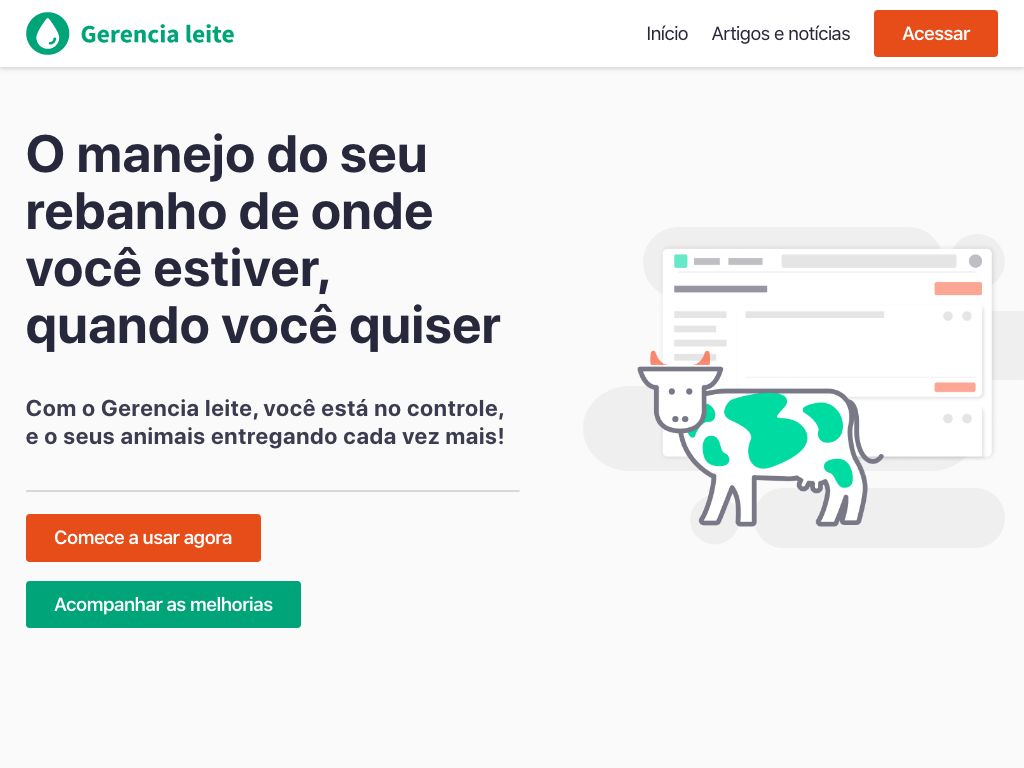 Gerencia leite
Início
Artigos e notícias
Acessar
O manejo do seu
rebanho de onde
você estiver,
quando você quiser
Com o Gerencia leite, você está no controle,
e o seus animais entregando cada vez mais!
Comece a usar agora
Acompanhar as melhorias